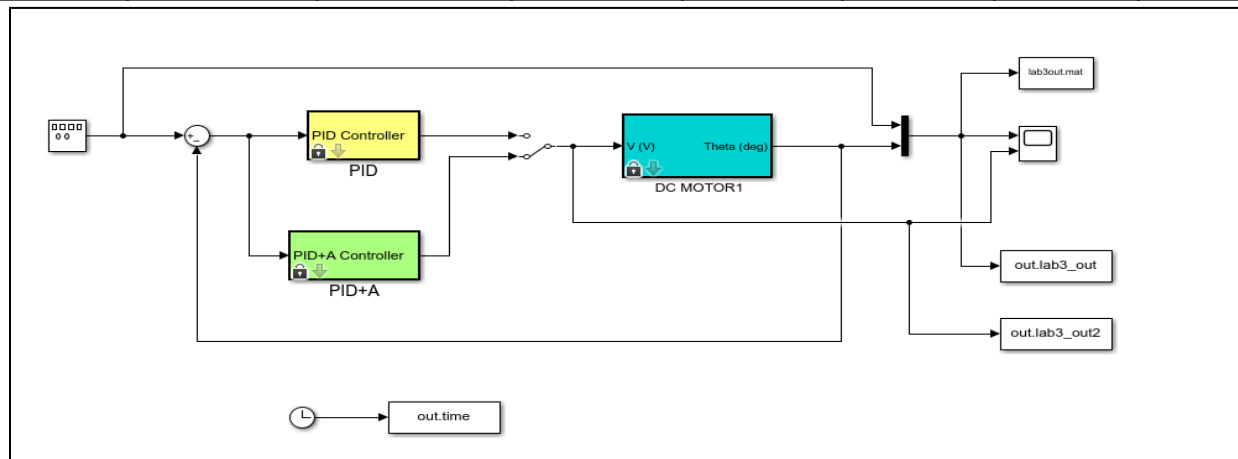 lab3out.mat
+
-
PID Controller
PID
V (V)
Theta (deg)
DC MOTOR1
PID+A Controller
PID+A
out.lab3_out
out.lab3_out2
out.time